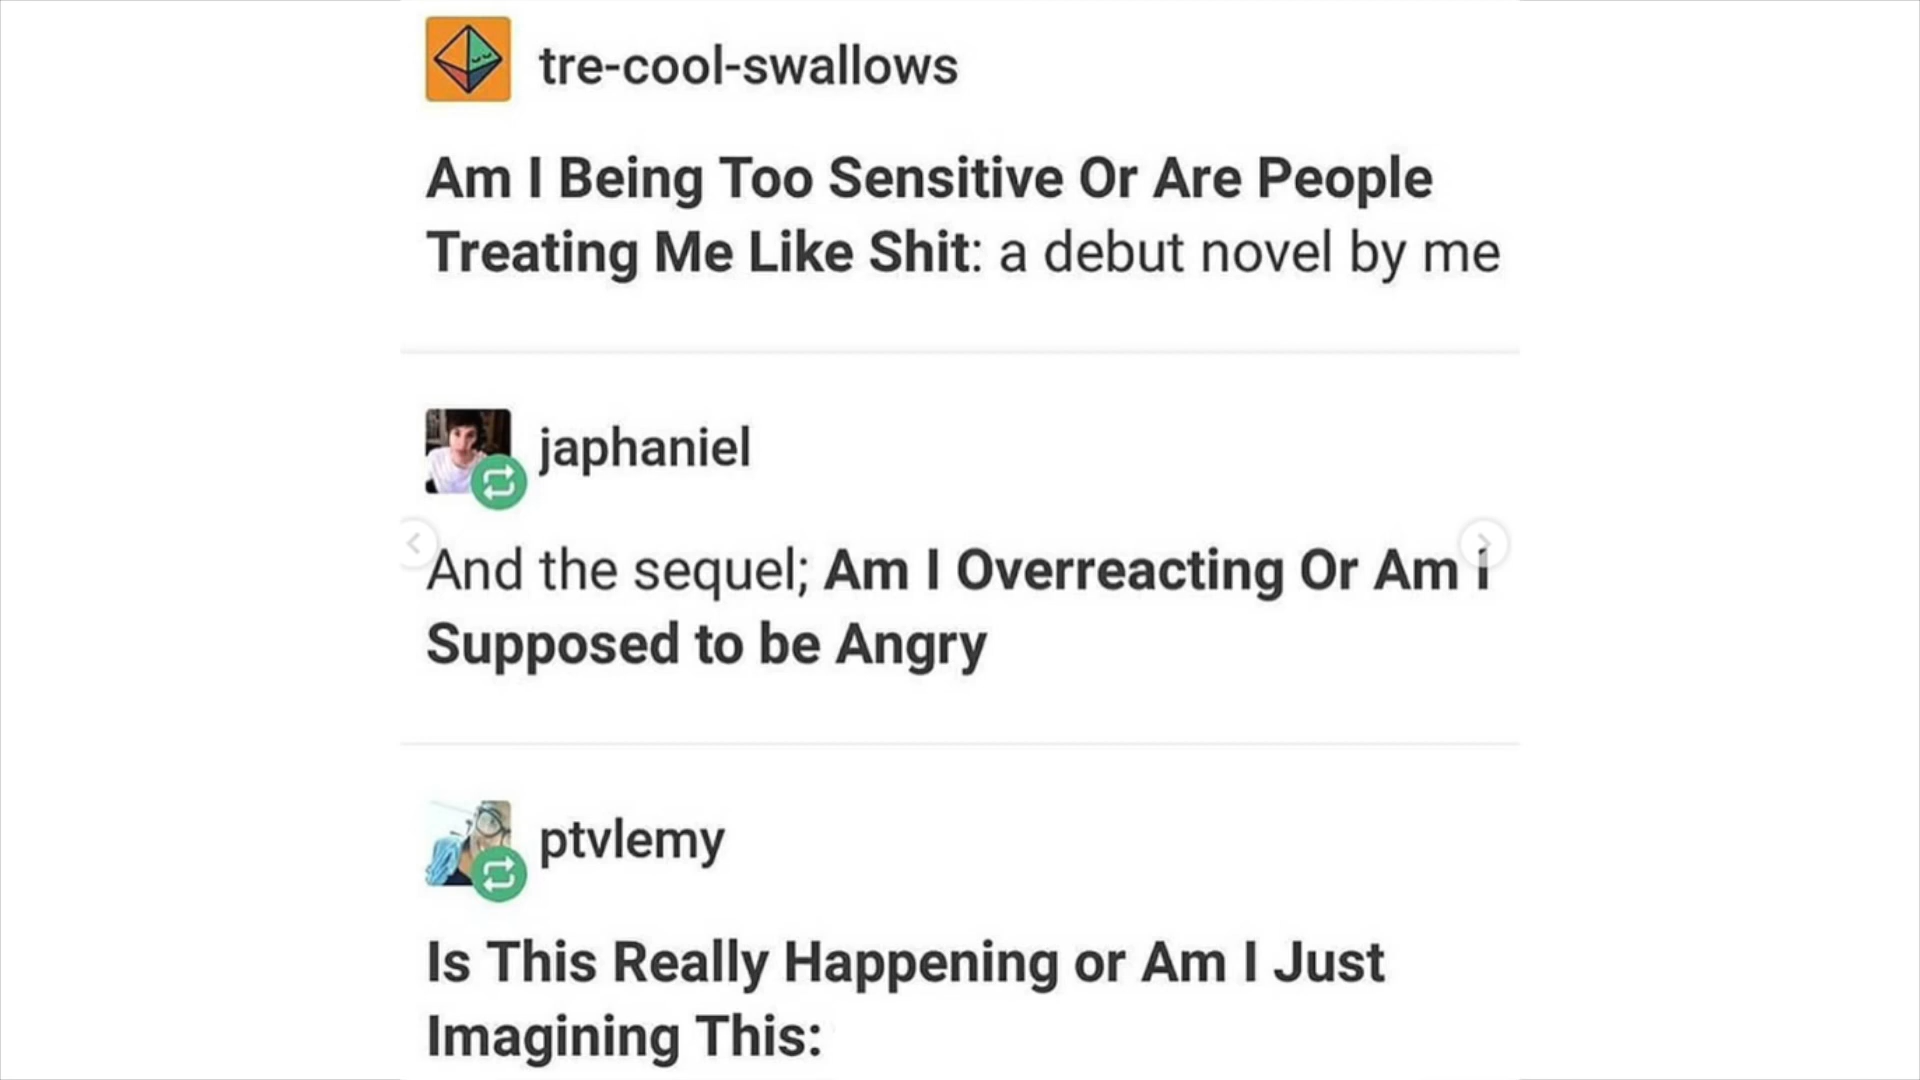 tre-cool-swallows
Am I Being Too Sensitive Or Are People
Treating Me Like Shit: a debut novel by me
japhaniel
And the sequel; Am I Overreacting Or Am I
Supposed to be Angry
ptvlemy
Is This Really Happening or Am I Just
Imagining This: